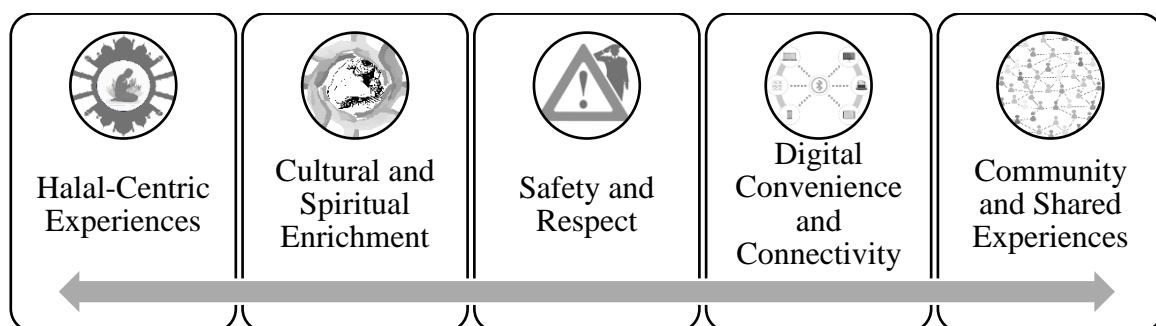 Halal-Centric
Experiences
Cultural and
Spiritual
Enrichment
Safety and
Respect
Digital
Convenience
and
Connectivity
Community
and Shared
Experiences